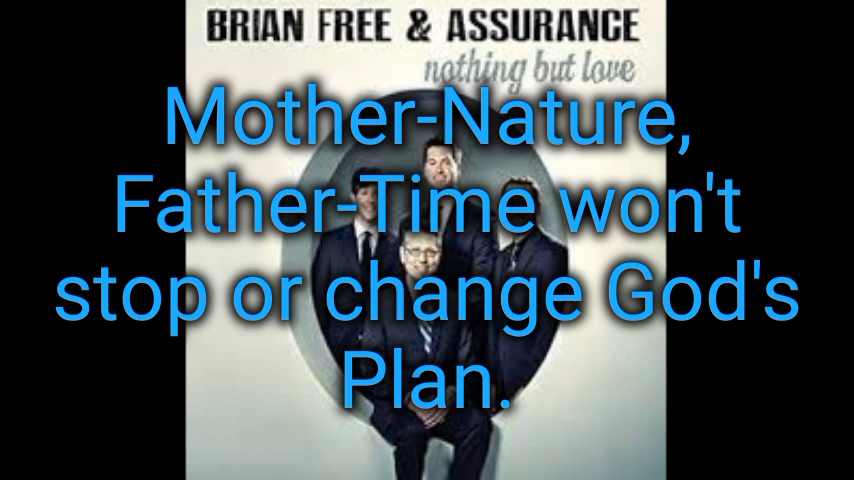 BRIAN FREE & ASSURANCE
nothing but love
Mother-Nature,
Father-Time won't
stop or change God's
Plan.